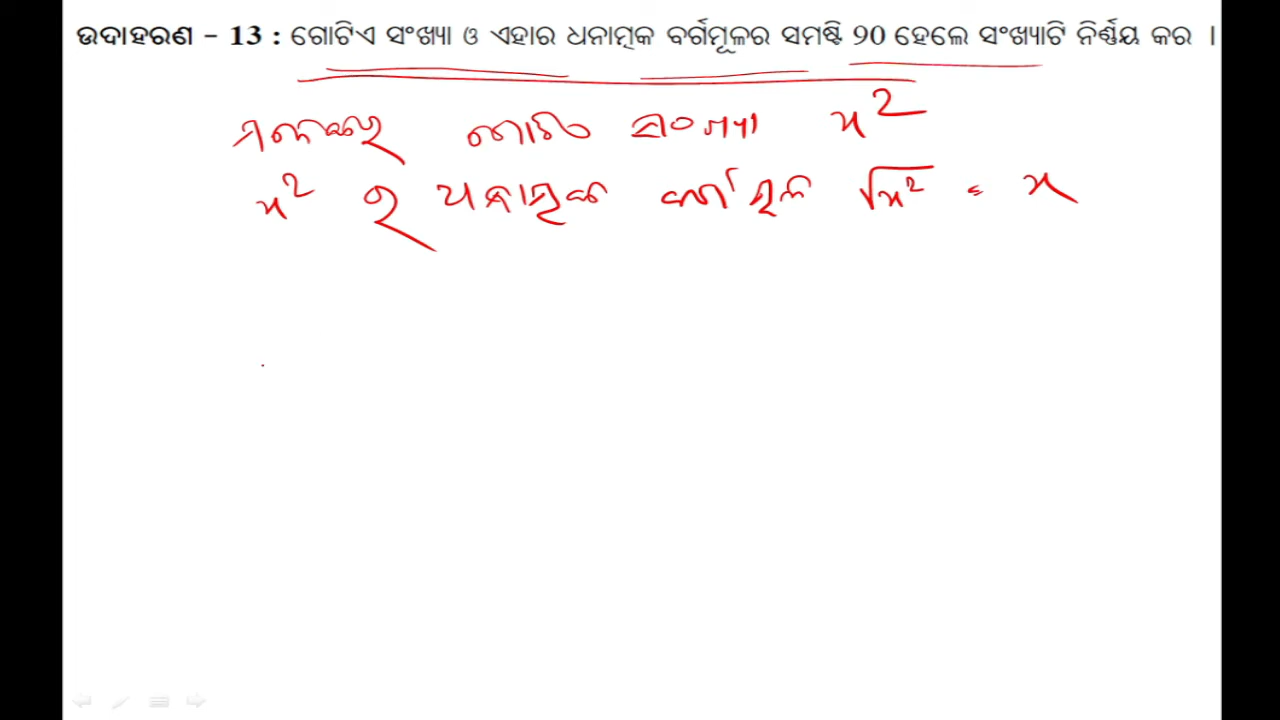 ଉଦାହରଣ – 13 : ଗୋଟିଏ ସଂଖ୍ୟା ଓ ଏହାର ଧନାତ୍ମକ ବର୍ଗମୂଳର ସମଷ୍ଟି 90 ହେଲେ ସଂଖ୍ୟାଟି ନିର୍ଣ୍ଣୟ କର ।
ମନେକର ଗୋଟିଏ ସଂଖ୍ୟା x²
x² ର ଧନାତ୍ମକ ବର୍ଗମୂଳ √x² = x